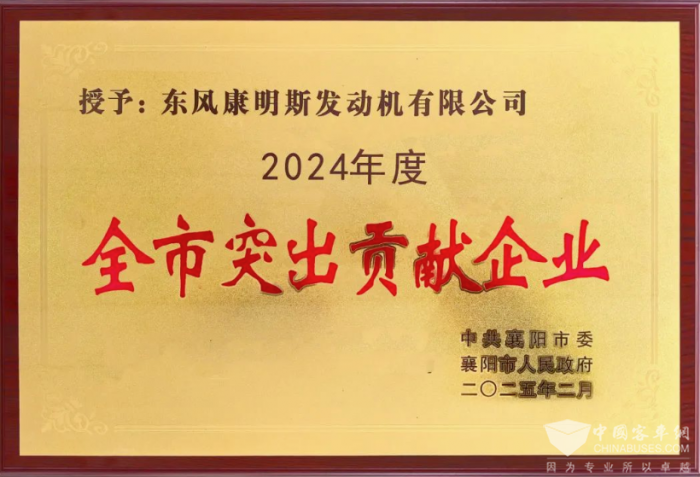 授予：东风康明斯发动机有限公司
2024年度
全市突出贡献企业
中共襄阳市委
襄阳市人民政府
二〇二五年二月
中国客车网
CHINABUSES.COM
因为专业所以卓越